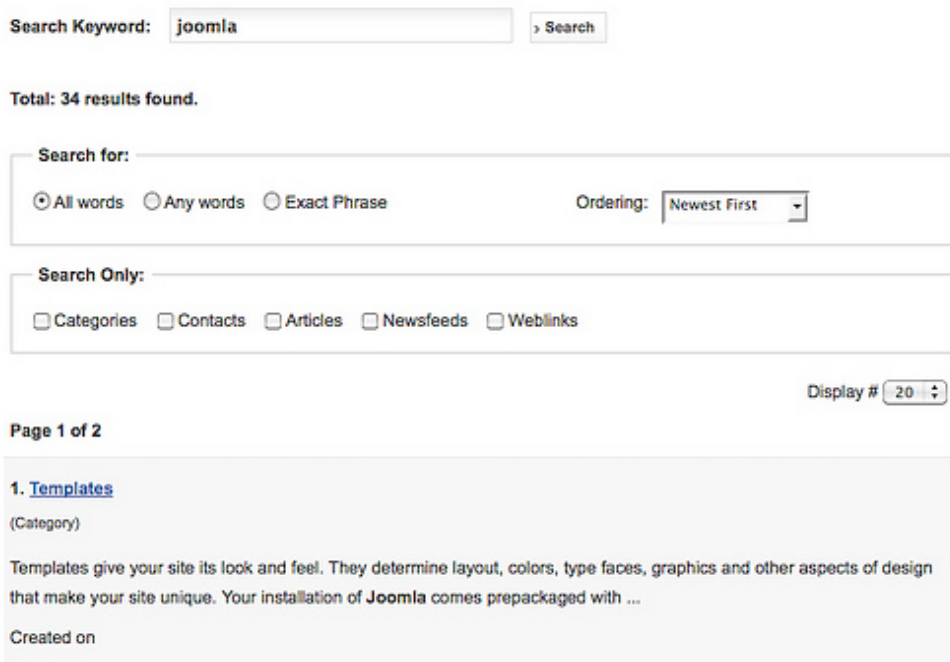 Search Keyword: joomla › Search
Total: 34 results found.
Search for:
All words Any words Exact Phrase Ordering: Newest First
Search Only:
Categories Contacts Articles Newsfeeds Weblinks
Display # 20
Page 1 of 2
1. Templates
(Category)
Templates give your site its look and feel. They determine layout, colors, type faces, graphics and other aspects of design
that make your site unique. Your installation of Joomla comes prepackaged with ...
Created on